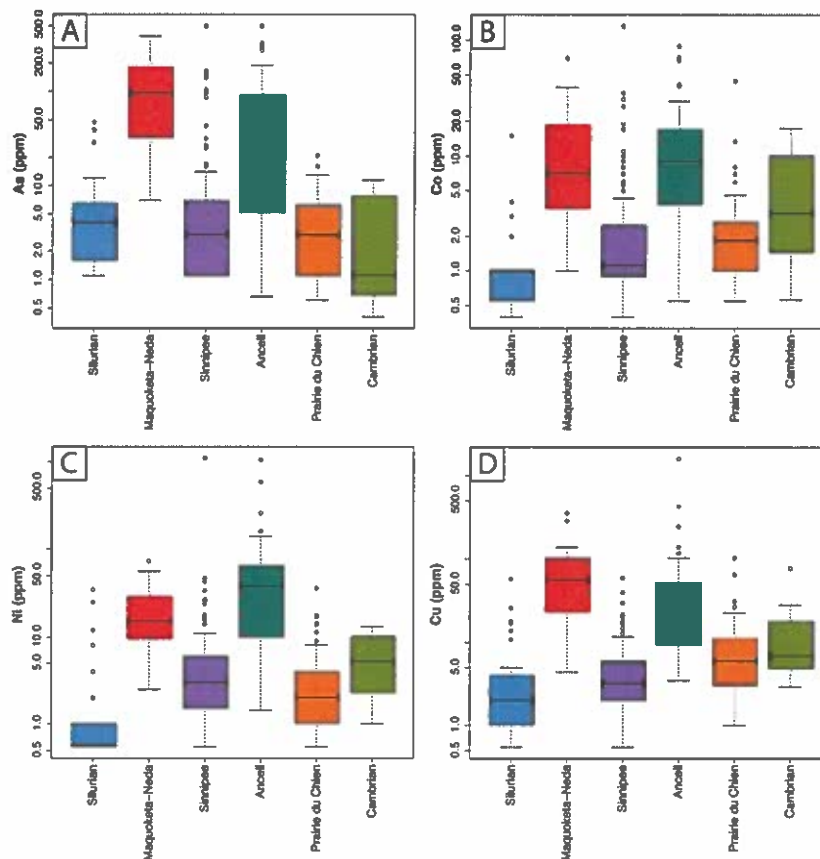 A
As (ppm)
500.0
200.0
50.0
10.0
5.0
2.0
1.0
0.5
Silurian
Maquoketa-Neda
Sinnipee
Ancell
Prairie du Chien
Cambrian
B
Co (ppm)
100.0
50.0
20.0
10.0
5.0
2.0
1.0
0.5
Silurian
Maquoketa-Neda
Sinnipee
Ancell
Prairie du Chien
Cambrian
C
Ni (ppm)
500.0
50.0
10.0
5.0
1.0
0.5
Silurian
Maquoketa-Neda
Sinnipee
Ancell
Prairie du Chien
Cambrian
D
Cu (ppm)
500.0
50.0
5.0
1.0
0.5
Silurian
Maquoketa-Neda
Sinnipee
Ancell
Prairie du Chien
Cambrian